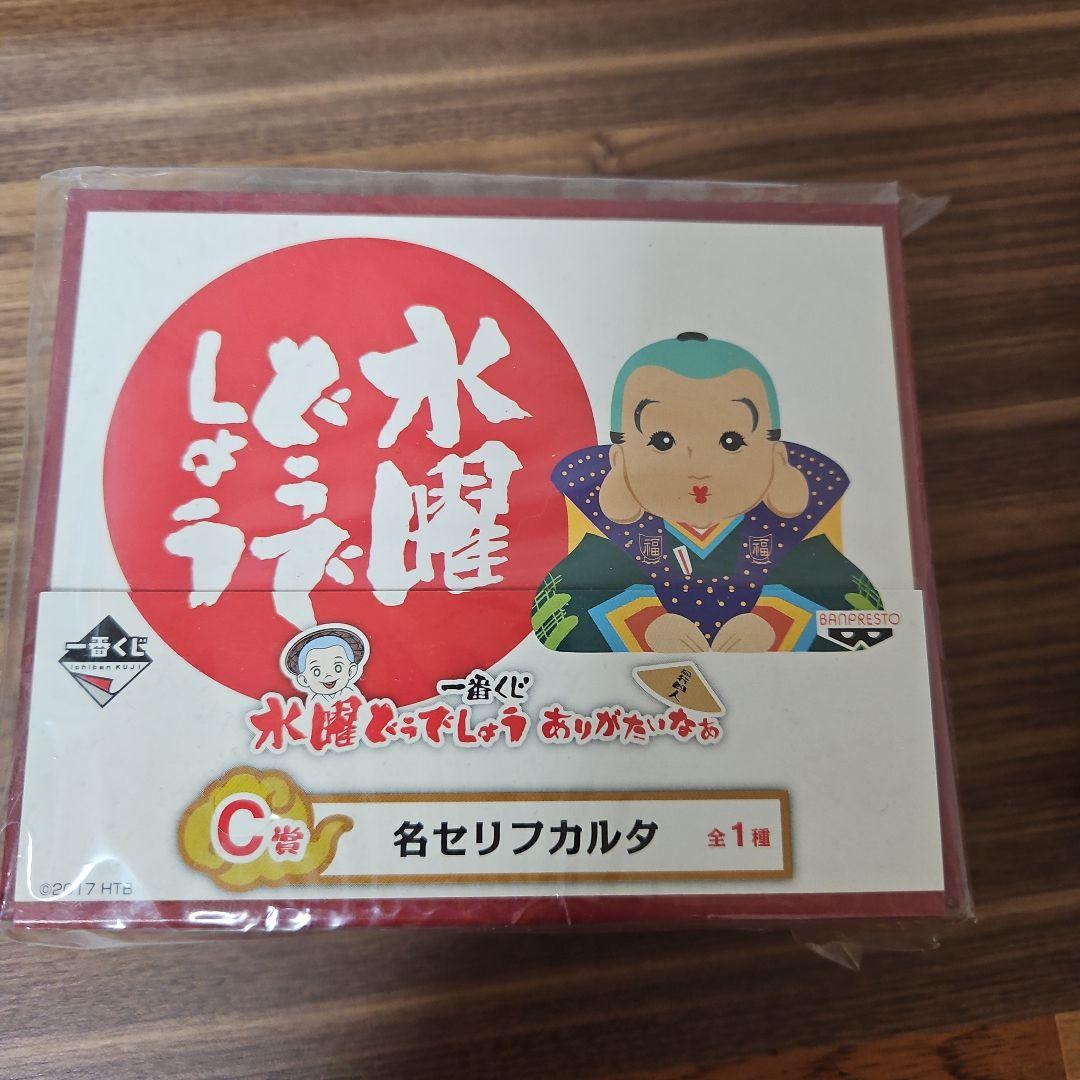 水曜
どうで
しょう
福
福
BANPRESTO
一番くじ
Ichiban KUJI
一番くじ
水曜どうでしょう ありがたいなぁ
C賞
名セリフカルタ
全1種
©2017 HTB